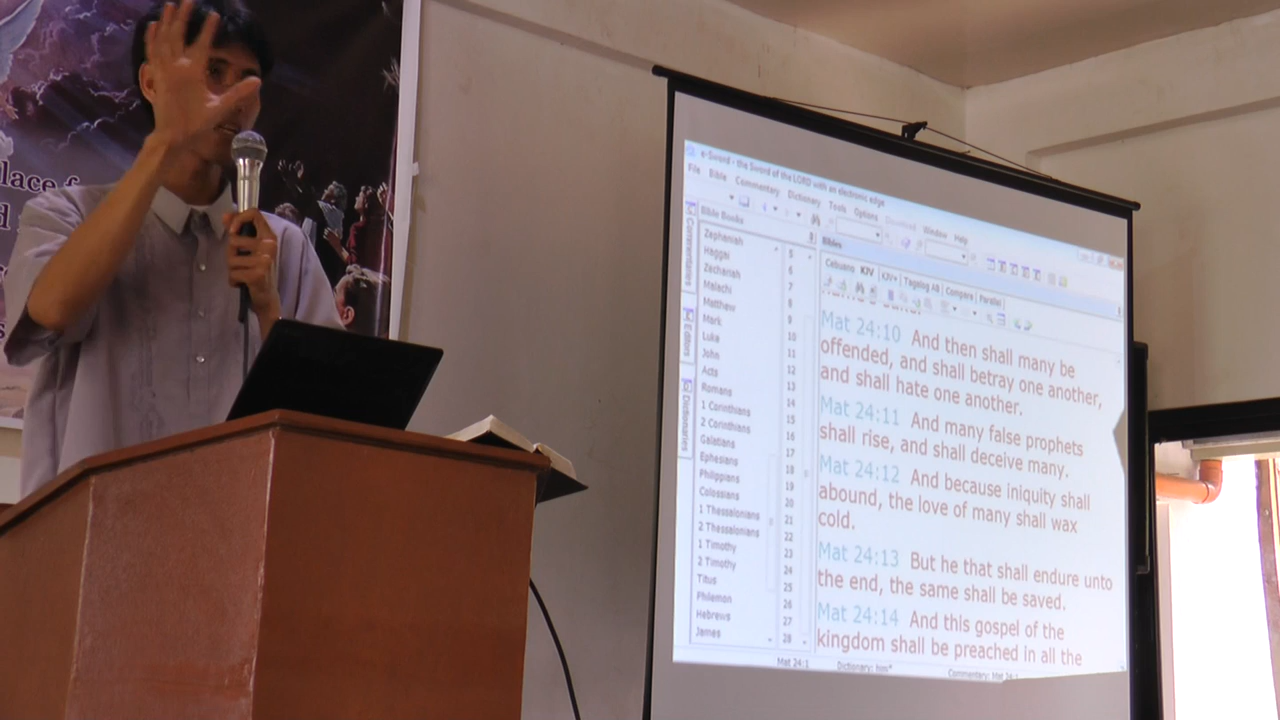 lace f
e-Sword - the Sword of the LORD with an electronic edge
File Bible Commentary Dictionary Tools Options Download Window Help
Bible Books
Bibles
Commentaries
Editors
Dictionaries
Zephaniah
Haggai
Zechariah
Malachi
Matthew
Mark
Luke
John
Acts
Romans
1 Corinthians
2 Corinthians
Galatians
Ephesians
Philippians
Colossians
1 Thessalonians
2 Thessalonians
1 Timothy
2 Timothy
Titus
Philemon
Hebrews
James
5
6
7
8
9
10
11
12
13
14
15
16
17
18
19
20
21
22
23
24
25
26
27
28
Cebuano KJV KJV+ Tagalog AB Compare Parallel
Mat 24:10 And then shall many be
offended, and shall betray one another,
and shall hate one another.
Mat 24:11 And many false prophets
shall rise, and shall deceive many.
Mat 24:12 And because iniquity shall
abound, the love of many shall wax
cold.
Mat 24:13 But he that shall endure unto
the end, the same shall be saved.
Mat 24:14 And this gospel of the
kingdom shall be preached in all the
Mat 24:1 Dictionary: Commentary: Mat 24:1